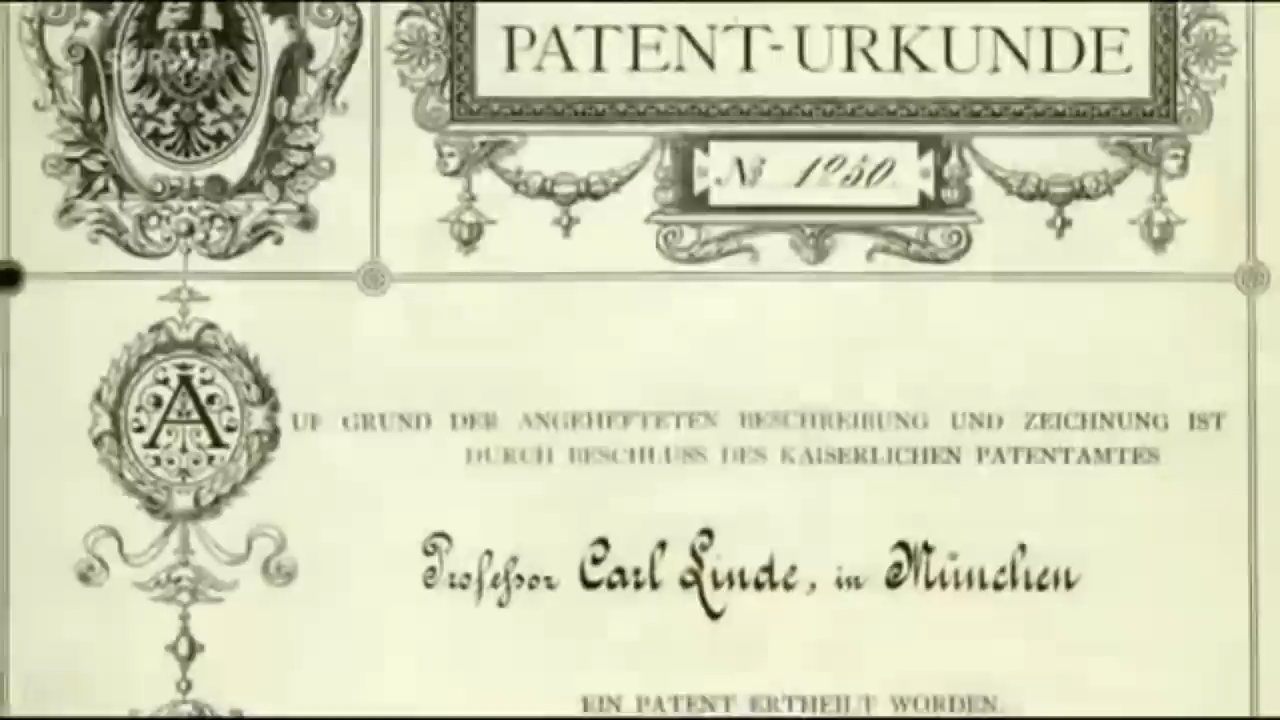 PATENT-URKUNDE
№ 1250.
AUF GRUND DER ANGEHEFTETEN BESCHREIBUNG UND ZEICHNUNG IST
DURCH BESCHLUSS DES KAISERLICHEN PATENTAMTES
Professor Carl Linde, in München
EIN PATENT ERTHEILT WORDEN.